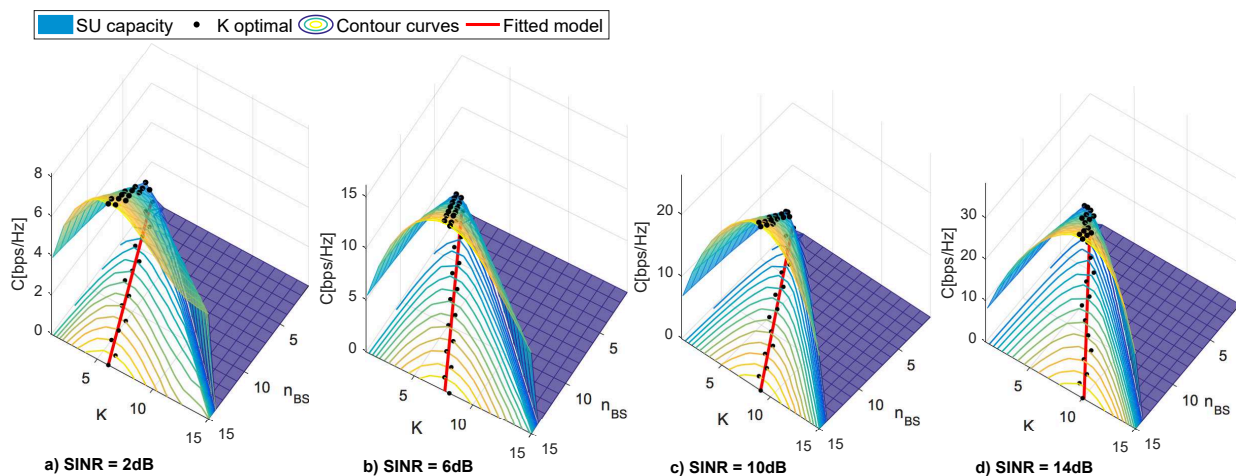 SU capacity K optimal Contour curves Fitted model
C[bps/Hz]
8
6
4
2
0
5
K
10
15
15
10
n_BS
5
a) SINR = 2dB
C[bps/Hz]
15
10
5
0
5
K
10
15
15
10
n_BS
5
b) SINR = 6dB
C[bps/Hz]
20
10
0
5
K
10
15
15
10
n_BS
5
c) SINR = 10dB
C[bps/Hz]
30
20
10
0
5
K
10
15
15
10
n_BS
5
d) SINR = 14dB